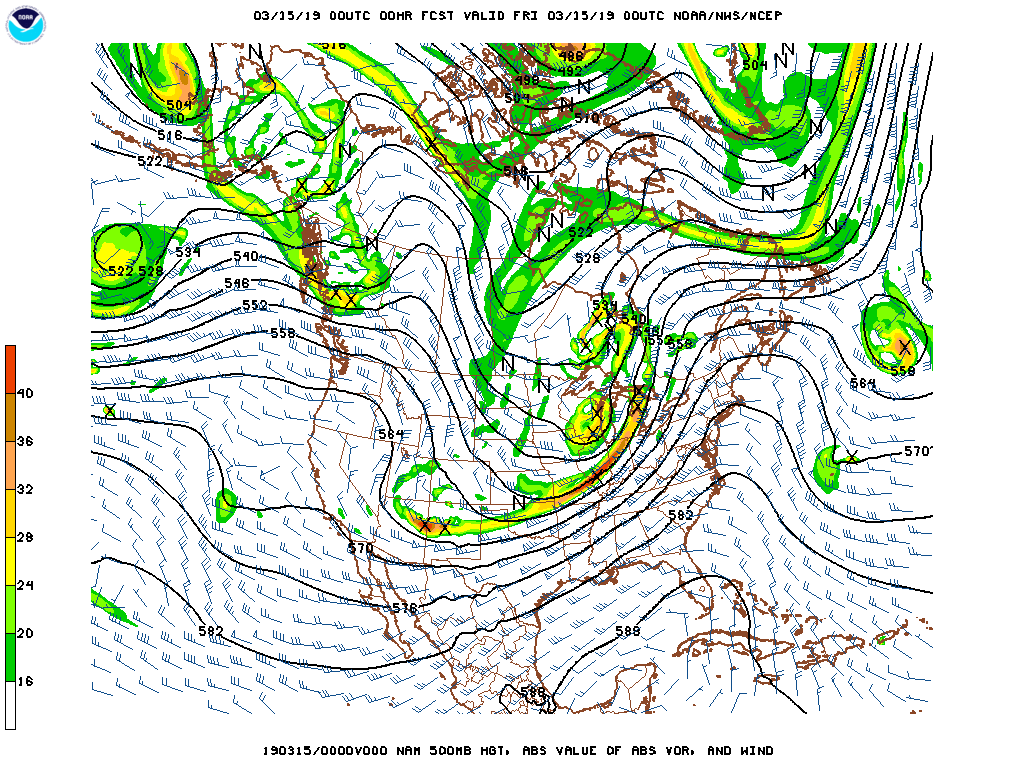 03/15/19 00UTC 00HR FCST VALID FRI 03/15/19 00UTC NOAA/NWS/NCEP
NOAA
516
N N N
486
492
498
504 504 504
N N
510 510
516
N
522
X N
516 N N
X X N N
N N N
522
N
534 540 528
522 528 X
546
X X
552 534
X X 540
558 546
X N 552 558
X
558
N N 564
X
X X X
564 X
X 570
N
X X 582
570
576
582 588
588
40
36
32
28
24
20
16
190315/0000V000 NAM 500MB HGT, ABS VALUE OF ABS VOR, AND WIND